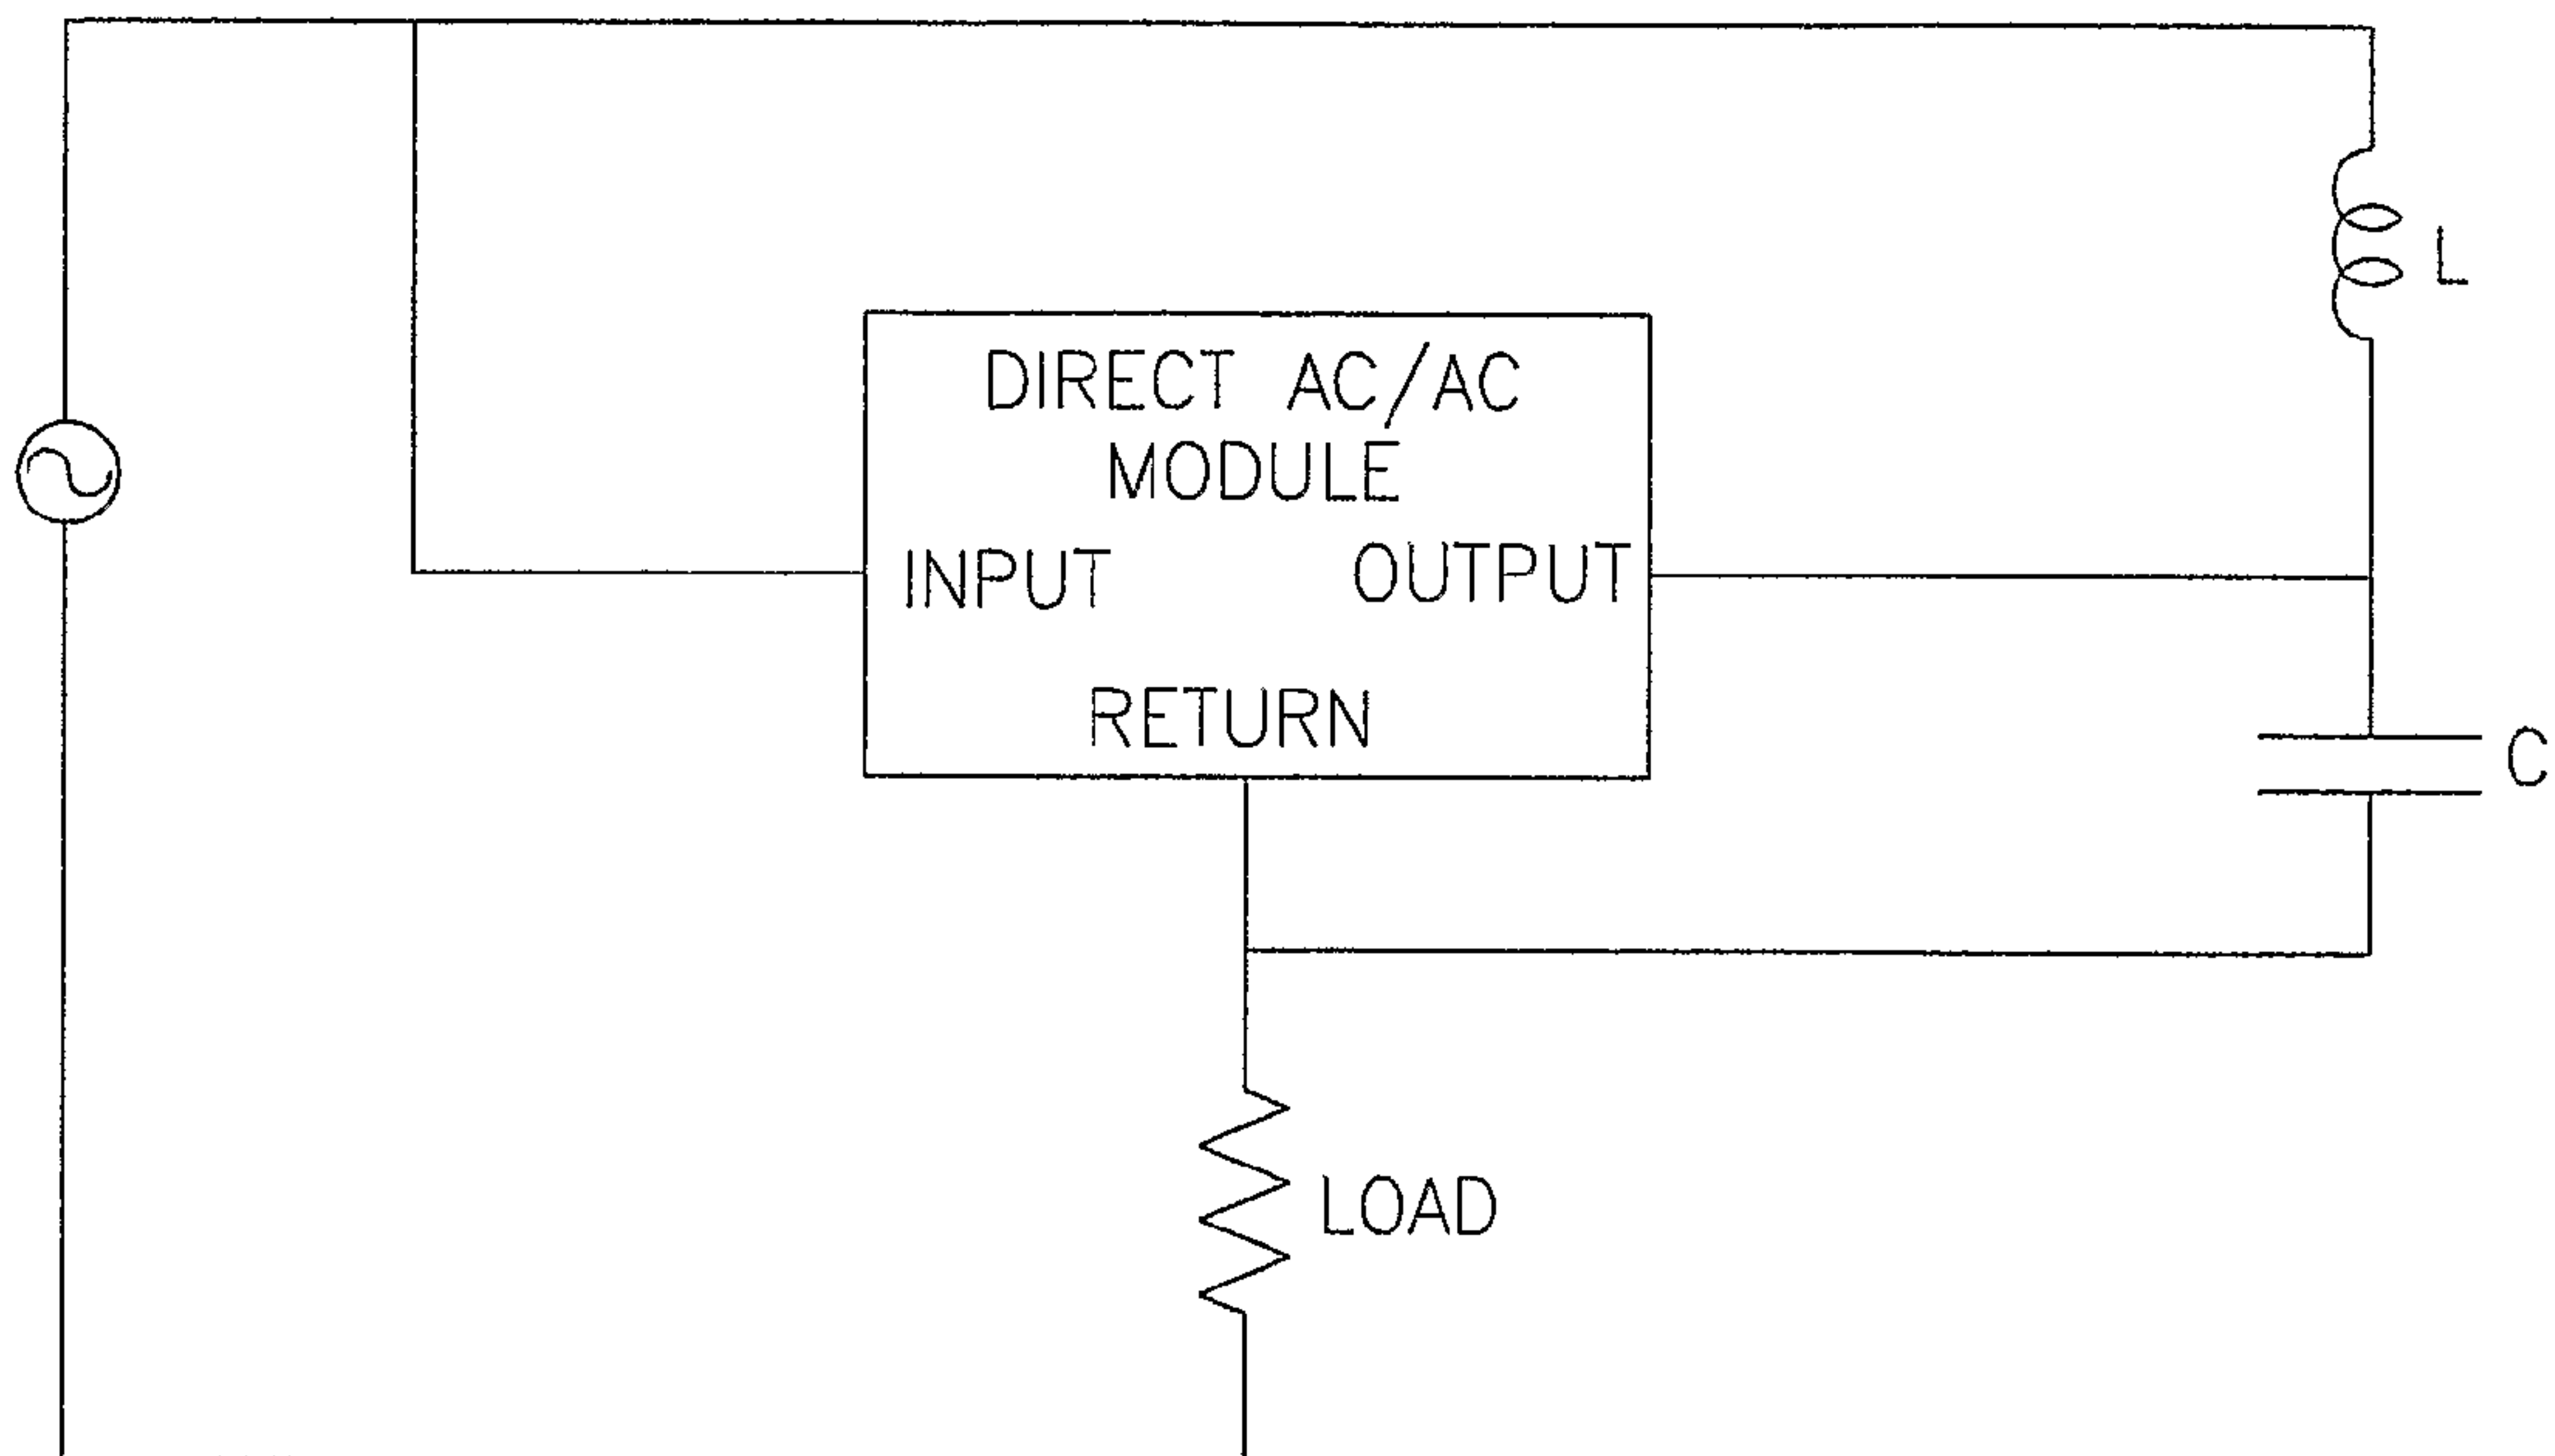 L
DIRECT AC/AC
MODULE
INPUT OUTPUT
RETURN
C
LOAD